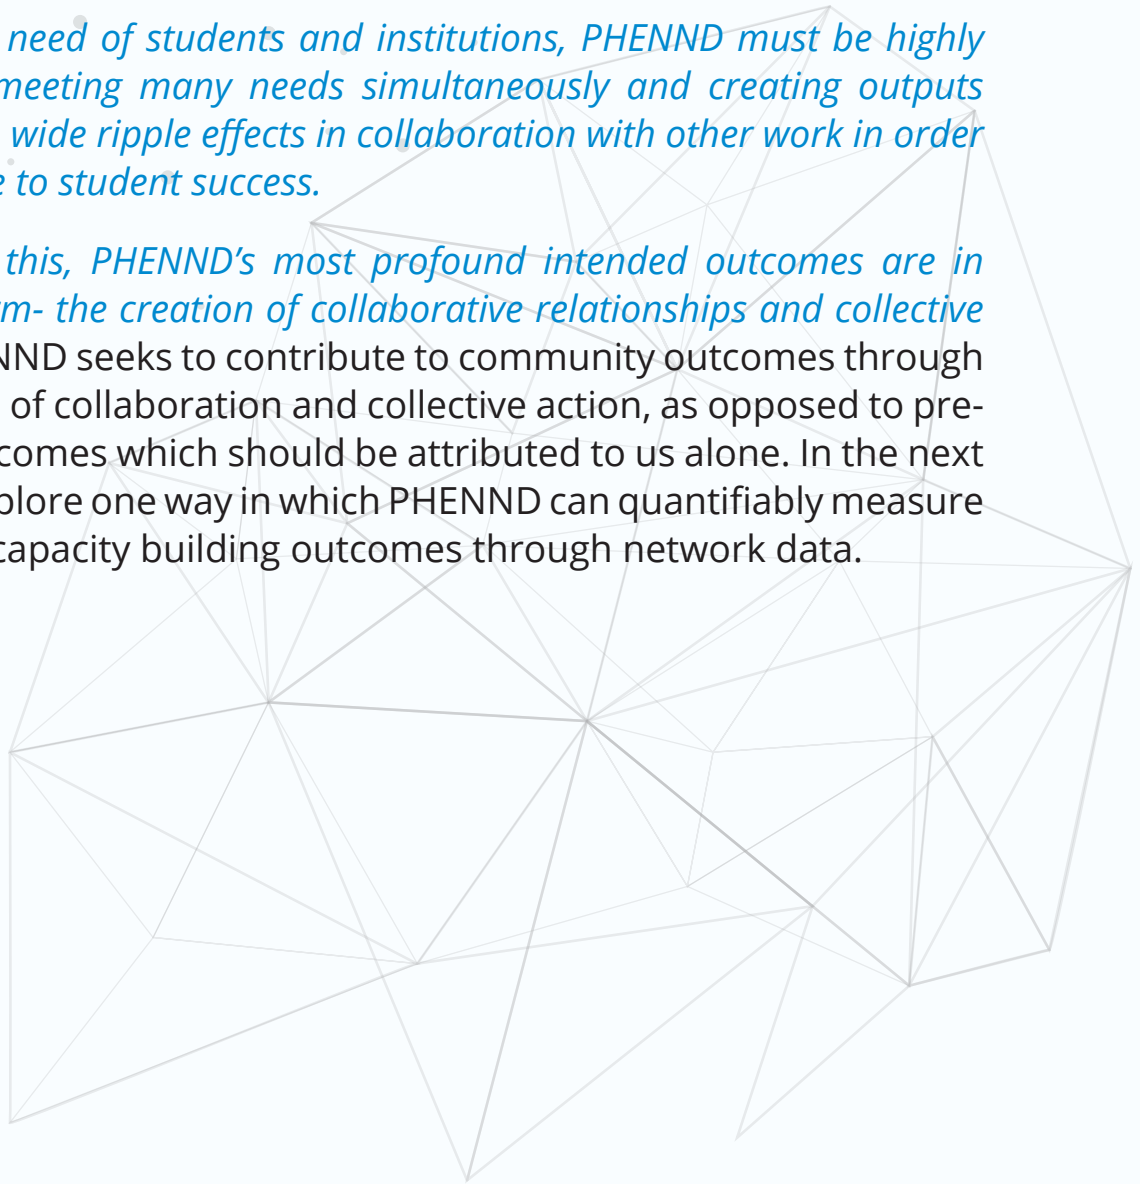 need of students and institutions, PHENND must be highly
meeting many needs simultaneously and creating outputs
wide ripple effects in collaboration with other work in order
e to student success.
this, PHENND’s most profound intended outcomes are in
m- the creation of collaborative relationships and collective
NND seeks to contribute to community outcomes through
of collaboration and collective action, as opposed to pre-
comes which should be attributed to us alone. In the next
plore one way in which PHENND can quantifiably measure
capacity building outcomes through network data.